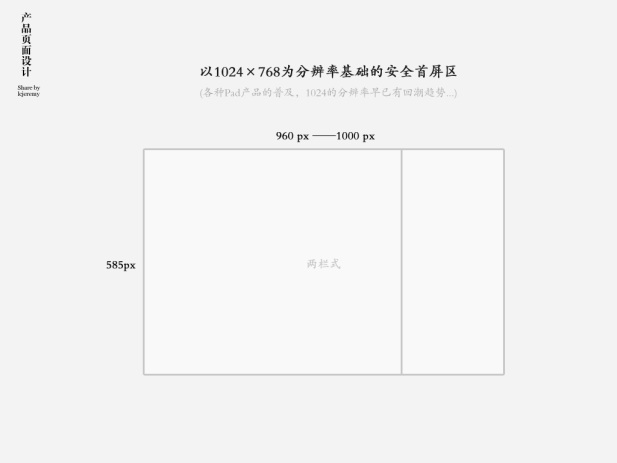 产品页面设计
Share by
kjeremy
以1024×768为分辨率基础的安全首屏区
(各种Pad产品的普及，1024的分辨率早已有回潮趋势...)
960 px ——1000 px
585px
两栏式